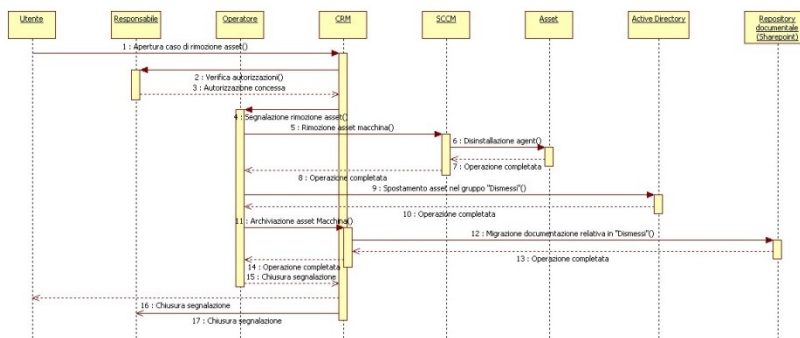 Utente
Responsabile
Operatore
CRM
SCCM
Asset
Active Directory
Repository
documentale
(Sharepoint)
1 : Apertura caso di rimozione asset()
2 : Verifica autorizzazioni()
3 : Autorizzazione concessa
4 : Segnalazione rimozione asset()
5 : Rimozione asset macchina()
6 : Disinstallazione agent()
7 : Operazione completata
8 : Operazione completata
9 : Spostamento asset nel gruppo "Dismessi"()
10 : Operazione completata
11 : Archiviazione asset Macchina()
12 : Migrazione documentazione relativa in "Dismessi"()
13 : Operazione completata
14 : Operazione completata
15 : Chiusura segnalazione
16 : Chiusura segnalazione
17 : Chiusura segnalazione